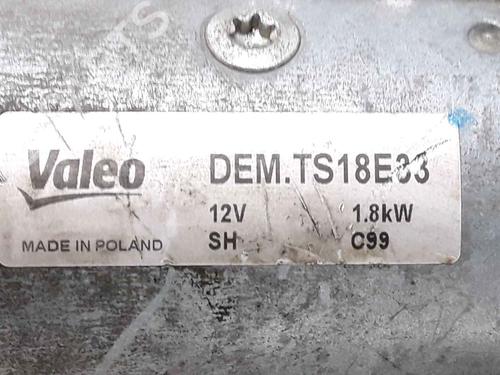 Valeo DEM.TS18E33
12V 1.8kW
MADE IN POLAND SH C99